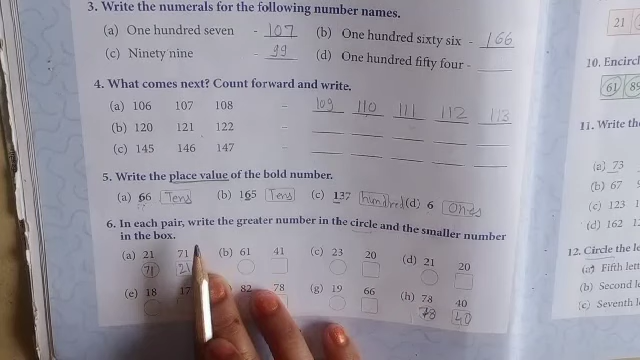 3. Write the numerals for the following number names.
(a) One hundred seven - 107 (b) One hundred sixty six - 166
(c) Ninety nine - 99 (d) One hundred fifty four -
4. What comes next? Count forward and write.
(a) 106 107 108 - 109 110 111 112 113
(b) 120 121 122 -
(c) 145 146 147 -
5. Write the place value of the bold number.
(a) 66 Tens (b) 165 Tens (c) 137 hundred (d) 6 Ones
6. In each pair, write the greater number in the circle and the smaller number
in the box.
(a) 21 71 (b) 61 41 (c) 23 20 (d) 21 20
71 21
(e) 18 17 82 78 (g) 19 66 (h) 78 40
78 40
21
10. Encircl
61 89
11. Write th
(a) 73
(b) 67
(c) 123
(d) 162
12. Circle the le
(a) Fifth lett
(b) Second le
(c) Seventh l